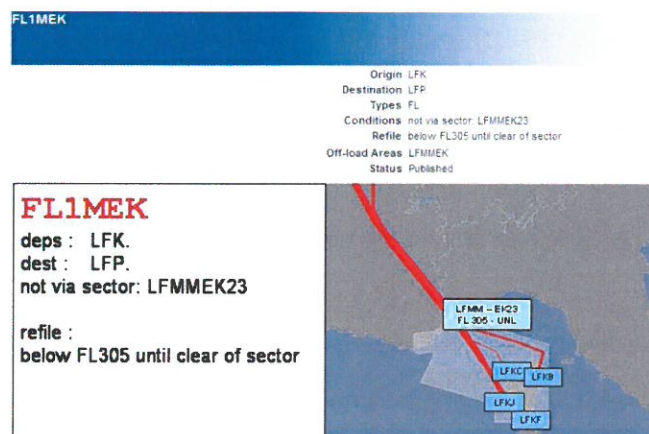 FL1MEK
Origin LFK
Destination LFP
Types FL
Conditions not via sector: LFMMEK23
Refile below FL305 until clear of sector
Off-load Areas LFMMEK
Status Published
FL1MEK
deps : LFK.
dest : LFP.
not via sector: LFMMEK23
refile :
below FL305 until clear of sector
LFMM – EK23
FL 305 - UNL
LFKC
LFKB
LFKJ
LFKF